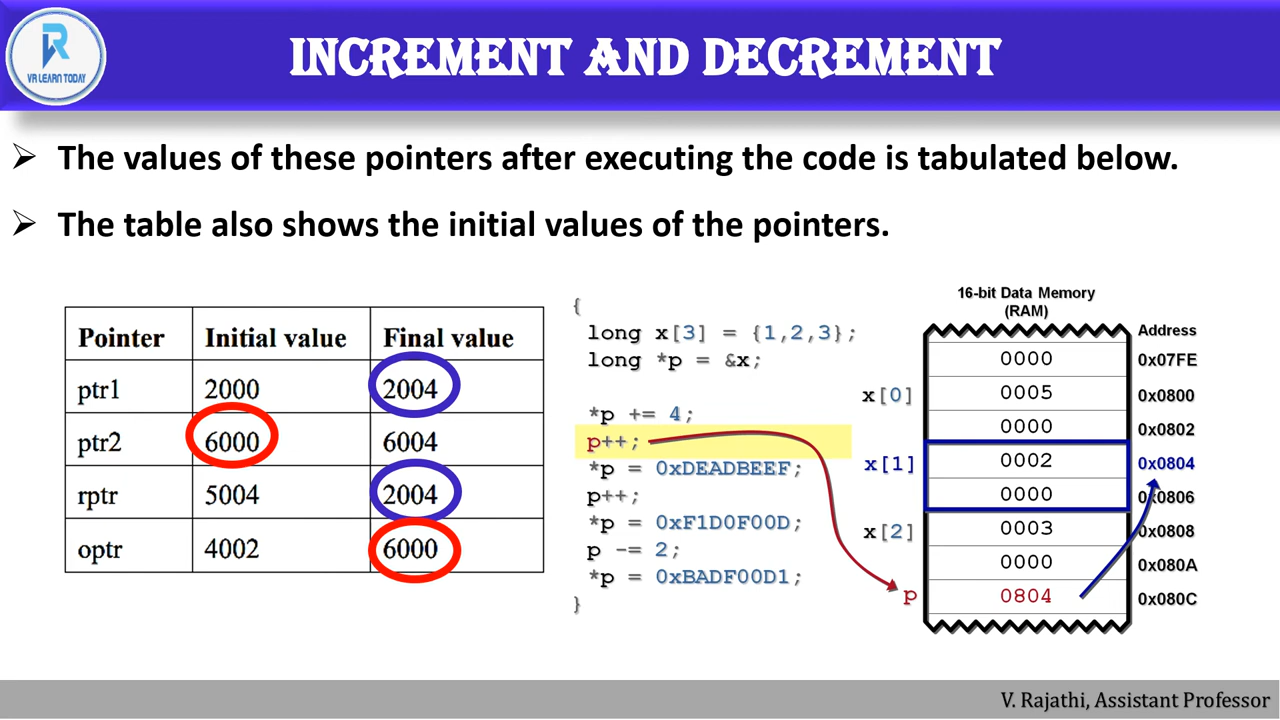 VR LEARN TODAY
INCREMENT AND DECREMENT
The values of these pointers after executing the code is tabulated below.
The table also shows the initial values of the pointers.
Pointer Initial value Final value
ptr1 2000 2004
ptr2 6000 6004
rptr 5004 2004
optr 4002 6000
{
long x[3] = {1,2,3};
long *p = &x;
*p += 4;
p++;
*p = 0xDEADBEEF;
p++;
*p = 0xF1D0F00D;
p -= 2;
*p = 0xBADF00D1;
}
16-bit Data Memory
(RAM)
Address
0000 0x07FE
x[0] 0005 0x0800
0000 0x0802
x[1] 0002 0x0804
0000 0x0806
x[2] 0003 0x0808
0000 0x080A
p 0804 0x080C
V. Rajathi, Assistant Professor